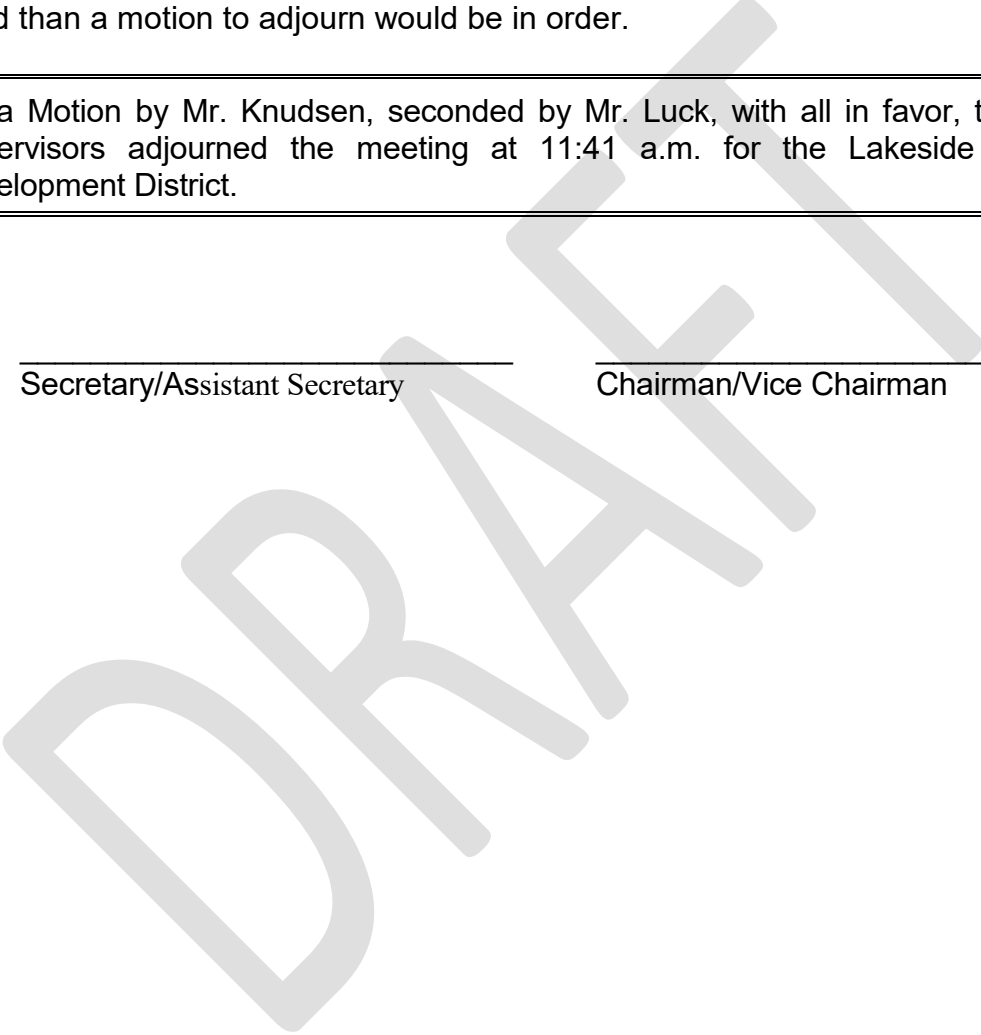 d than a motion to adjourn would be in order.
a Motion by Mr. Knudsen, seconded by Mr. Luck, with all in favor, t
ervisors adjourned the meeting at 11:41 a.m. for the Lakeside
elopment District.
Secretary/Assistant Secretary Chairman/Vice Chairman
DRAFT